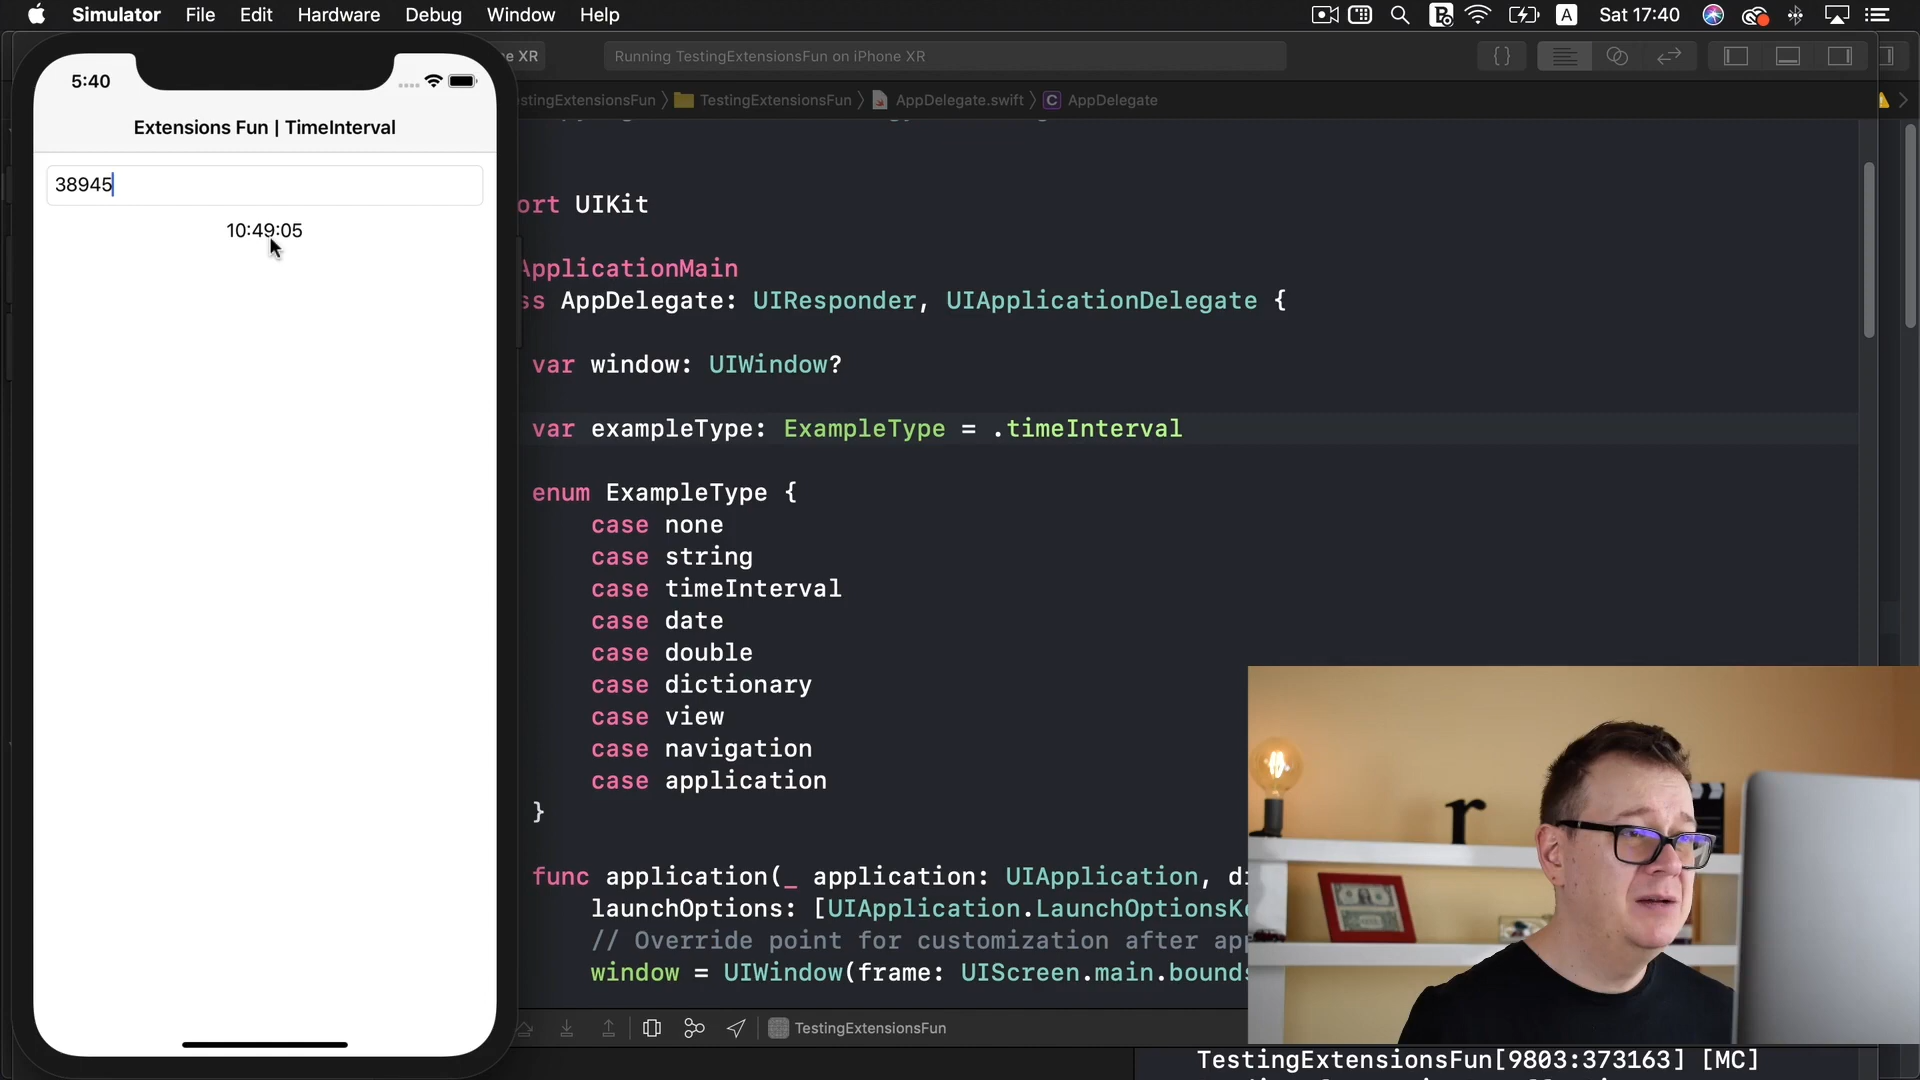 Simulator File Edit Hardware Debug Window Help
A Sat 17:40
5:40
Extensions Fun | TimeInterval
38945
10:49:05
e XR Running TestingExtensionsFun on iPhone XR {}
stingExtensionsFun TestingExtensionsFun AppDelegate.swift C AppDelegate
ort UIKit
ApplicationMain
ss AppDelegate: UIResponder, UIApplicationDelegate {
var window: UIWindow?
var exampleType: ExampleType = .timeInterval
enum ExampleType {
case none
case string
case timeInterval
case date
case double
case dictionary
case view
case navigation
case application
}
func application(_ application: UIApplication, di
launchOptions: [UIApplication.LaunchOptionsKe
// Override point for customization after app
window = UIWindow(frame: UIScreen.main.bounds
TestingExtensionsFun
r
TestingExtensionsFun[9803:373163] [MC]